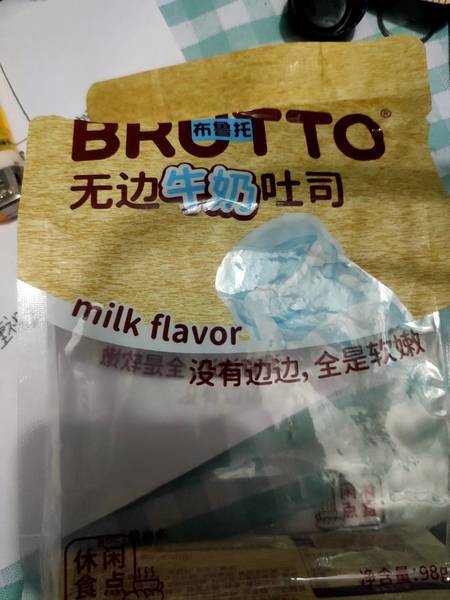 BRUTTO®
布鲁托
无边牛奶吐司
milk flavor
没有边边，全是软嫩
休闲
食点
净含量：98g